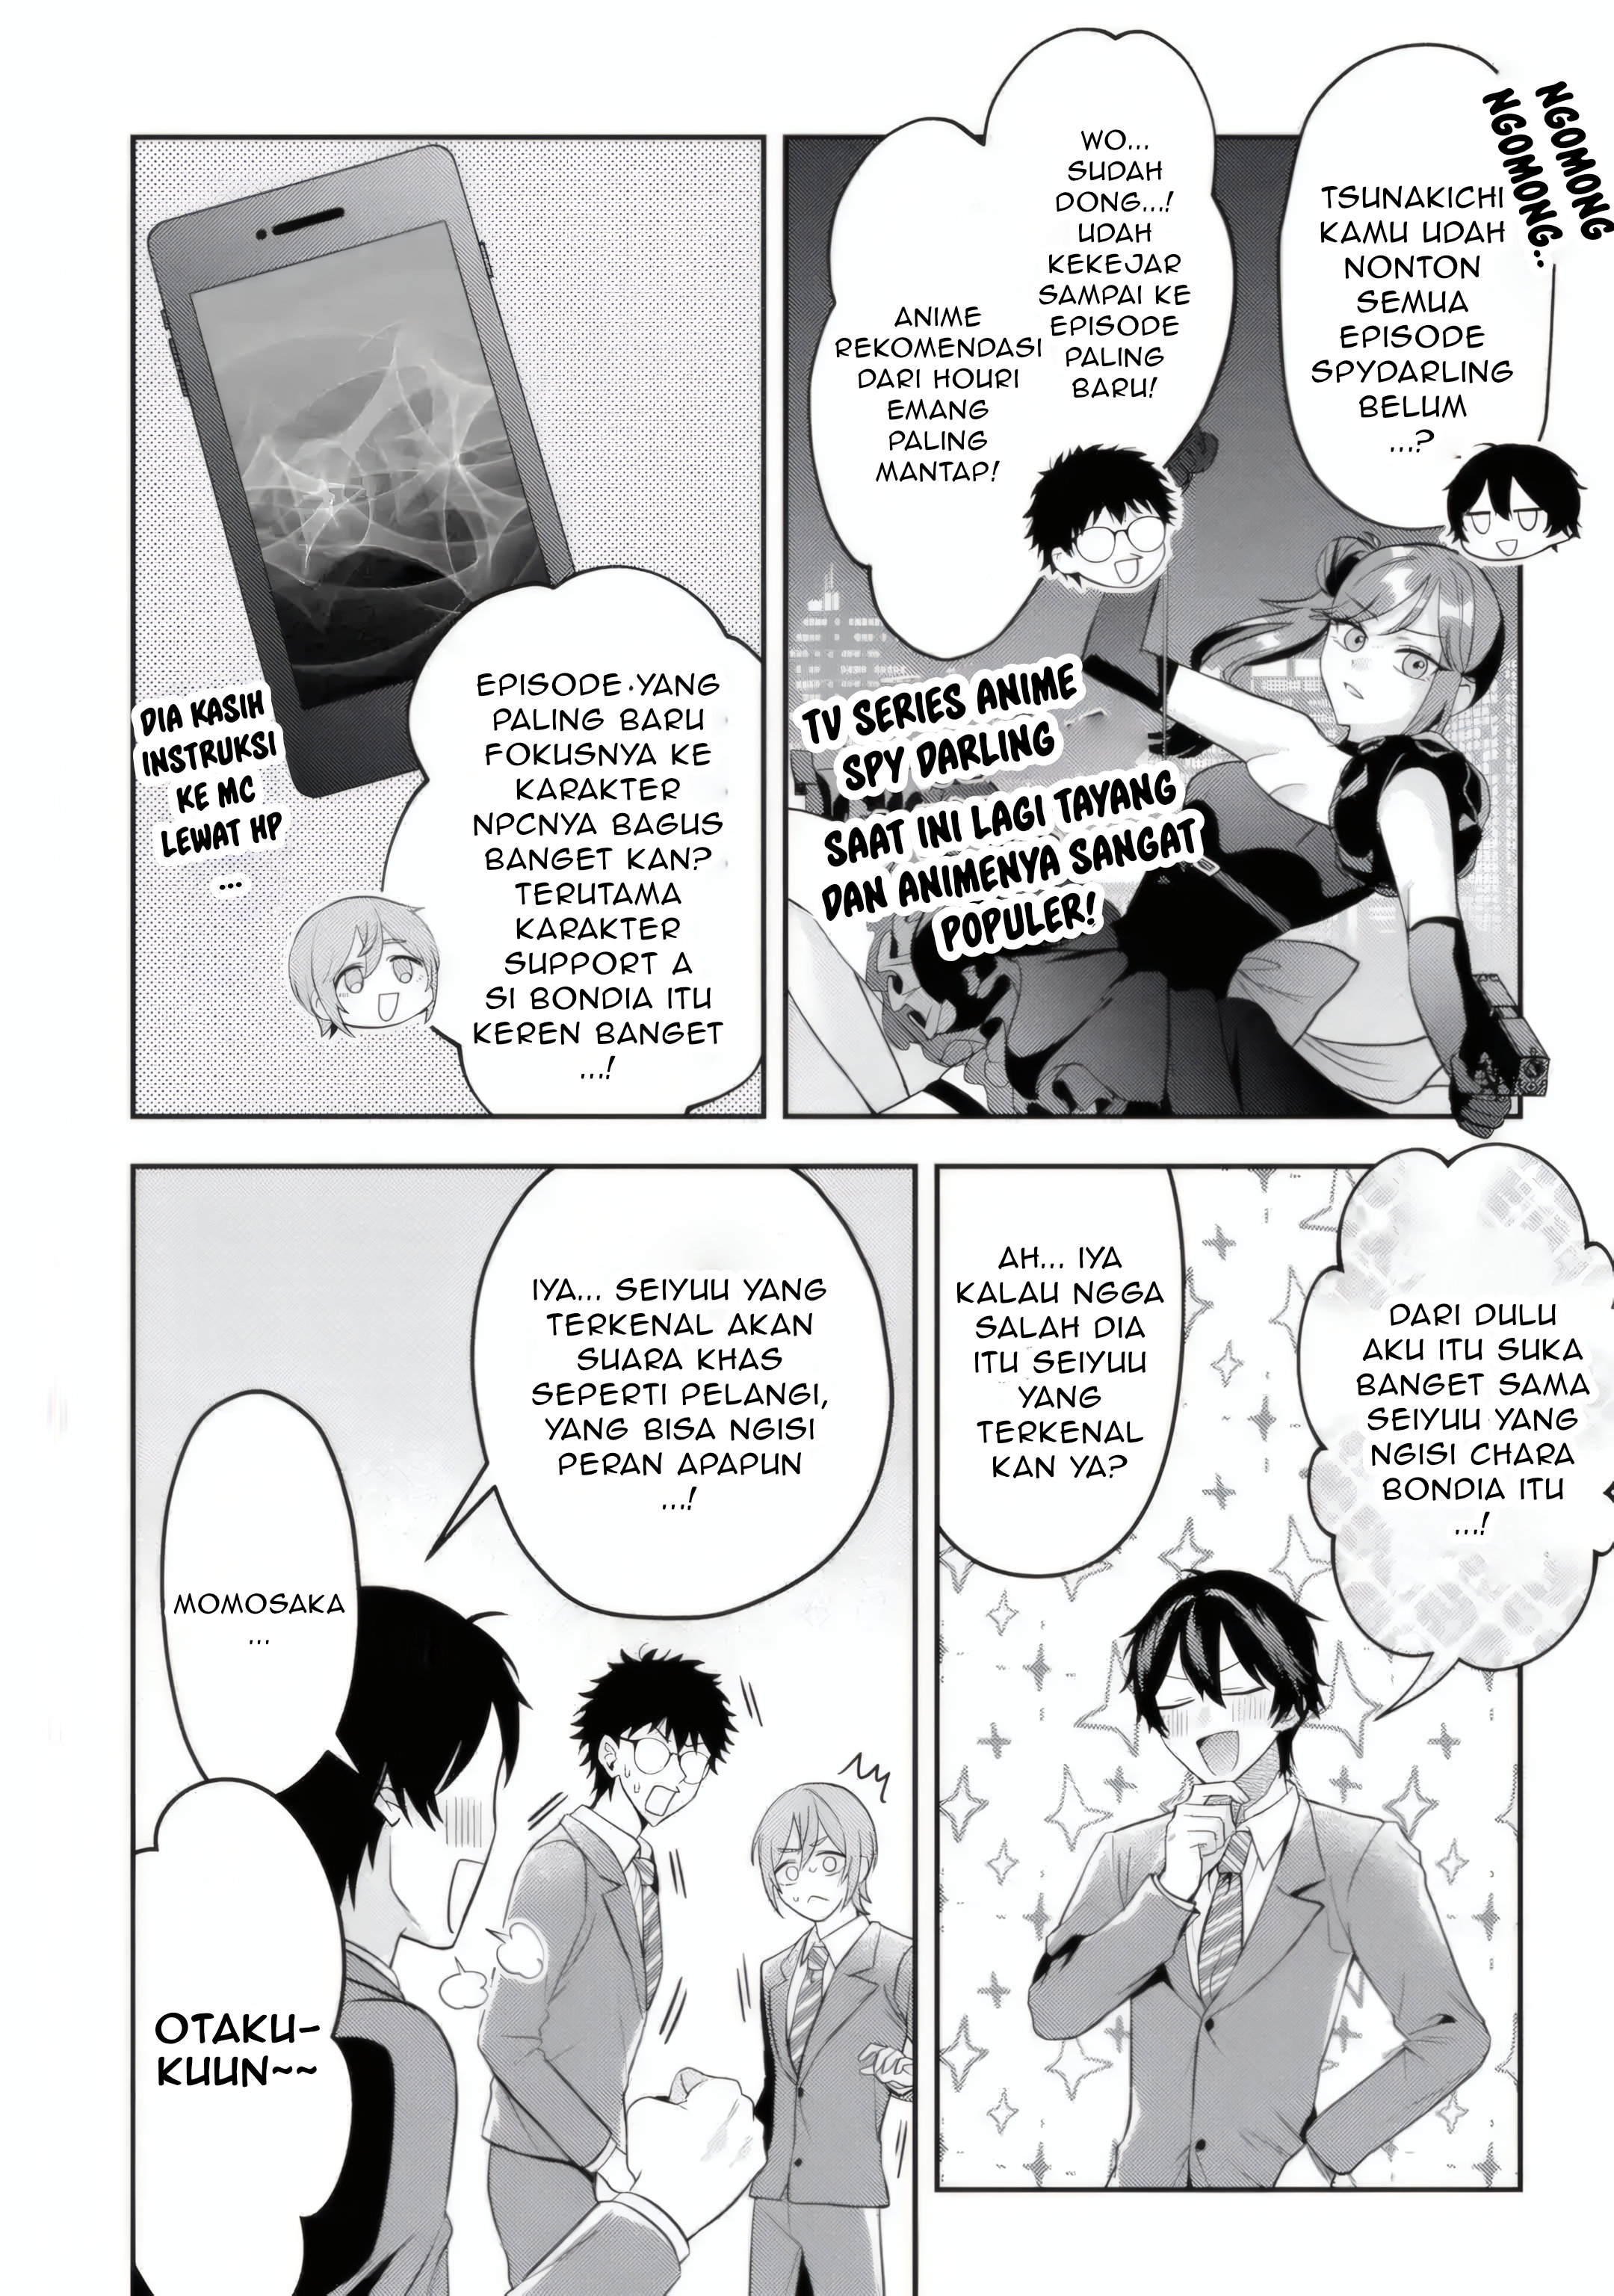 NGOMONG
NGOMONG...
TSUNAKICHI
KAMU UDAH
NONTON
SEMUA
EPISODE
SPYDARLING
BELUM
...?
WO...
SUDAH
DONG...!
UDAH
KEKEJAR
SAMPAI KE
EPISODE
PALING
BARU!
ANIME
REKOMENDASI
DARI HOURI
EMANG
PALING
MANTAP!
TV SERIES ANIME
SPY DARLING
SAAT INI LAGI TAYANG
DAN ANIMENYA SANGAT
POPULER!
EPISODE YANG
PALING BARU
FOKUSNYA KE
KARAKTER
NPCNYA BAGUS
BANGET KAN?
TERUTAMA
KARAKTER
SUPPORT A
SI BONDIA ITU
KEREN BANGET
...!
DIA KASIH
INSTRUKSI
KE MC
LEWAT HP
...
DARI DULU
AKU ITU SUKA
BANGET SAMA
SEIYUU YANG
NGISI CHARA
BONDIA ITU
...!
AH... IYA
KALAU NGGA
SALAH DIA
ITU SEIYUU
YANG
TERKENAL
KAN YA?
IYA... SEIYUU YANG
TERKENAL AKAN
SUARA KHAS
SEPERTI PELANGI,
YANG BISA NGISI
PERAN APAPUN
...!
MOMOSAKA
...
OTAKU-
KUUN~~